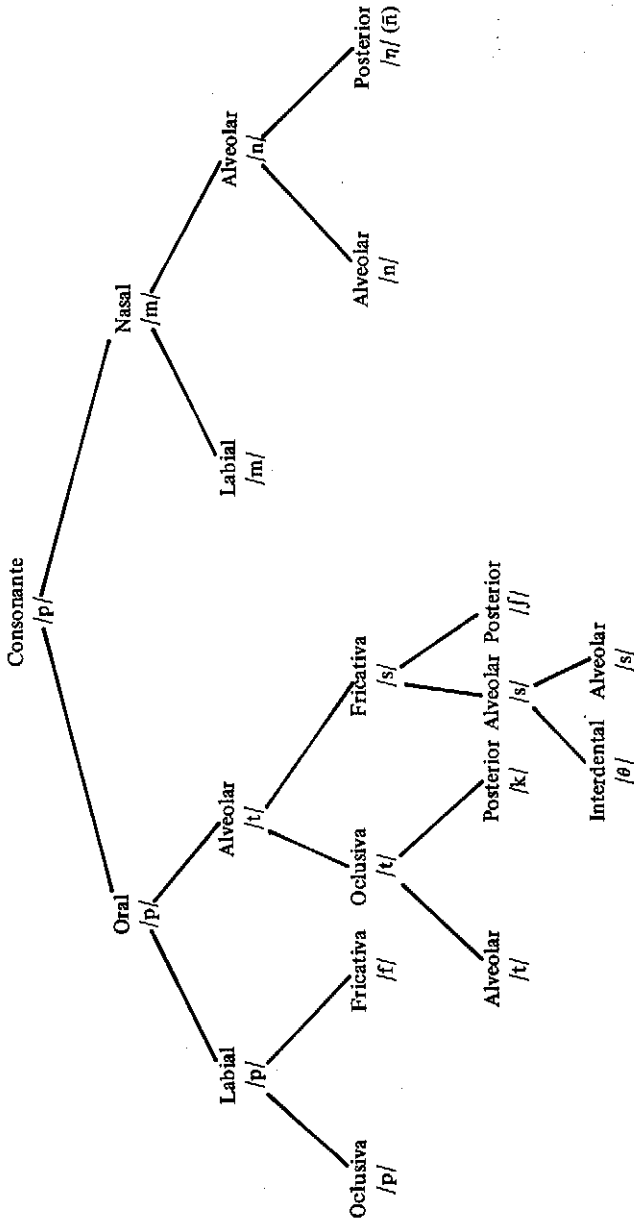 Consonante
/p/
Oral
/p/
Nasal
/m/
Labial
/p/
Alveolar
/t/
Labial
/m/
Alveolar
/n/
Oclusiva
/p/
Fricativa
/f/
Oclusiva
/t/
Fricativa
/s/
Alveolar
/n/
Posterior
/η/ (ñ)
Alveolar
/t/
Posterior
/k/
Alveolar
/s/
Posterior
/ʃ/
Interdental
/θ/
Alveolar
/s/